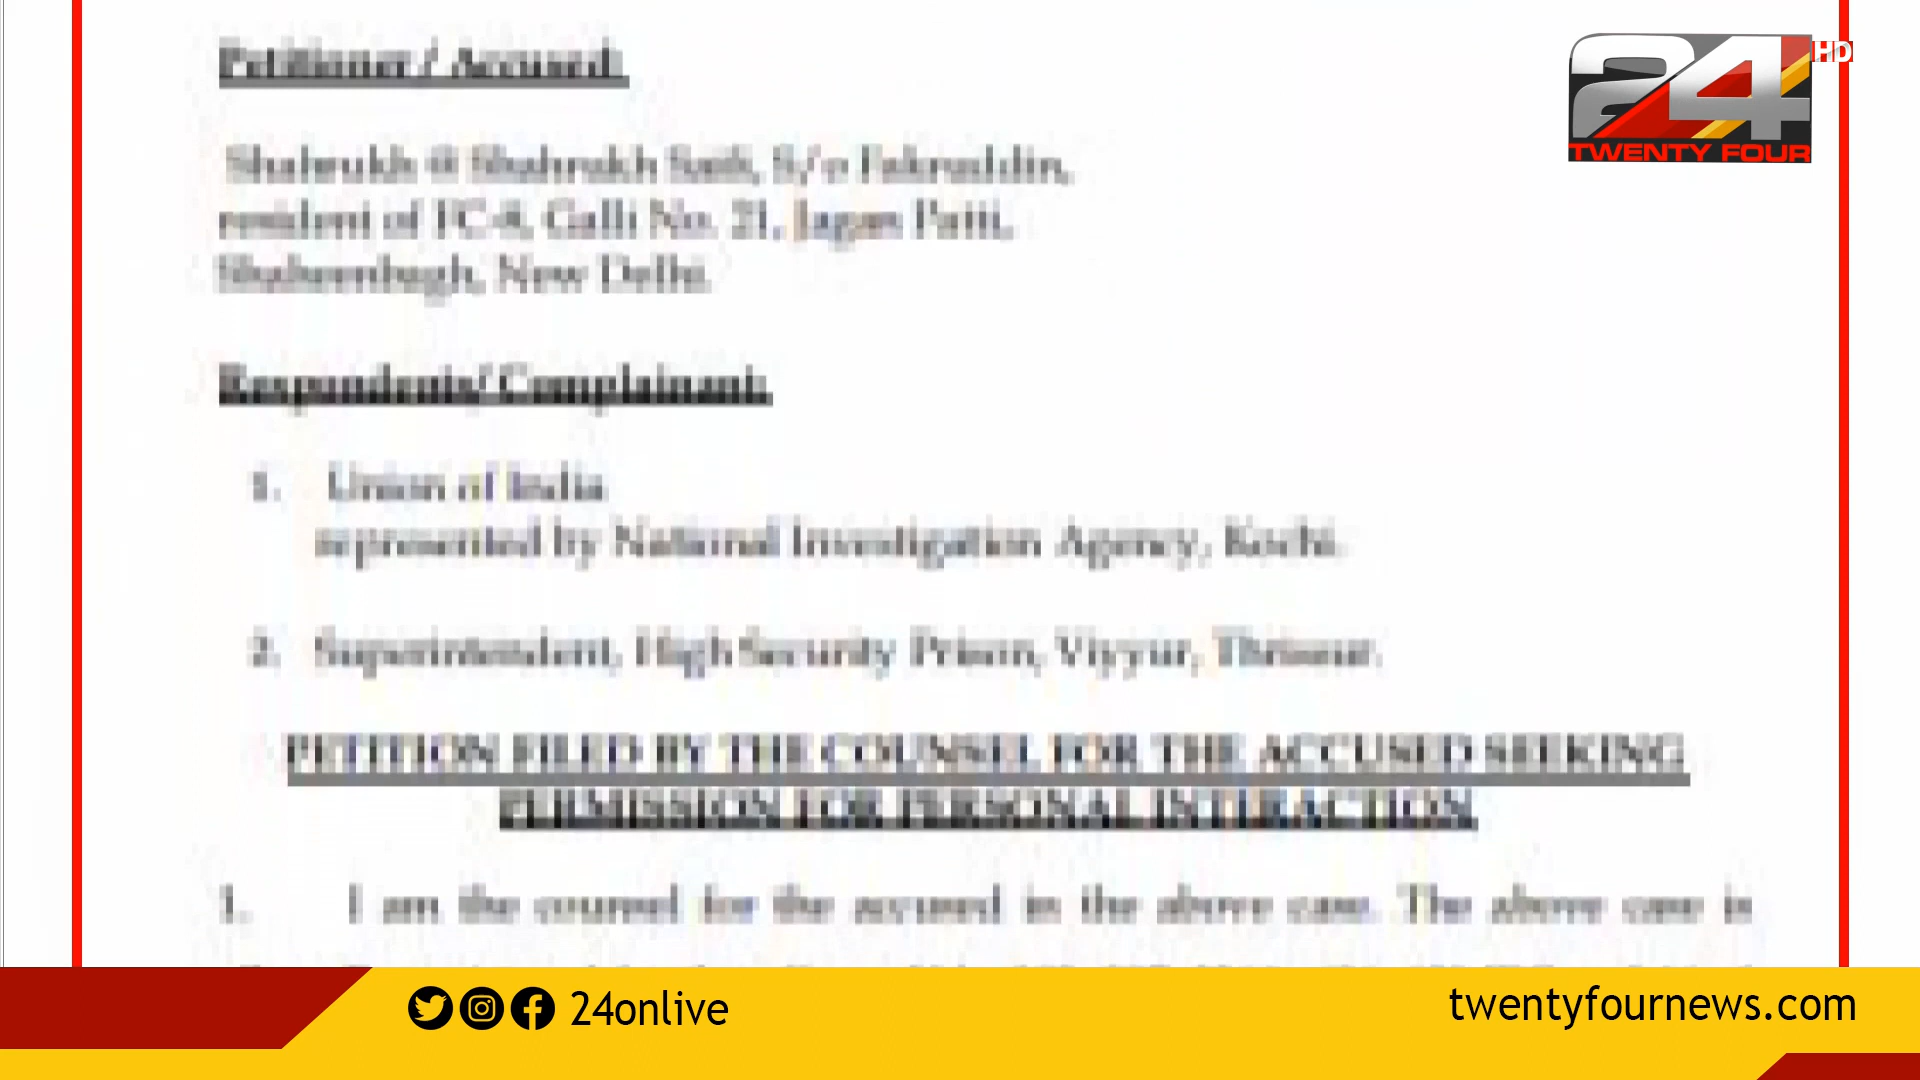 Petitioner / Accused:
24 HD
TWENTY FOUR
Shahrukh @ Shahrukh Saifi, S/o Fakruddin,
resident of FC-8, Galli No. 21, Jagan Patti,
Shaheenbagh, New Delhi.
Respondents/ Complainant:
1. Union of India
represented by National Investigation Agency, Kochi.
2. Superintendent, High Security Prison, Viyyur, Thrissur.
PETITION FILED BY THE COUNSEL FOR THE ACCUSED SEEKING
PERMISSION FOR PERSONAL INTERACTION
1. I am the counsel for the accused in the above case. The above case is
24onlive
twentyfournews.com